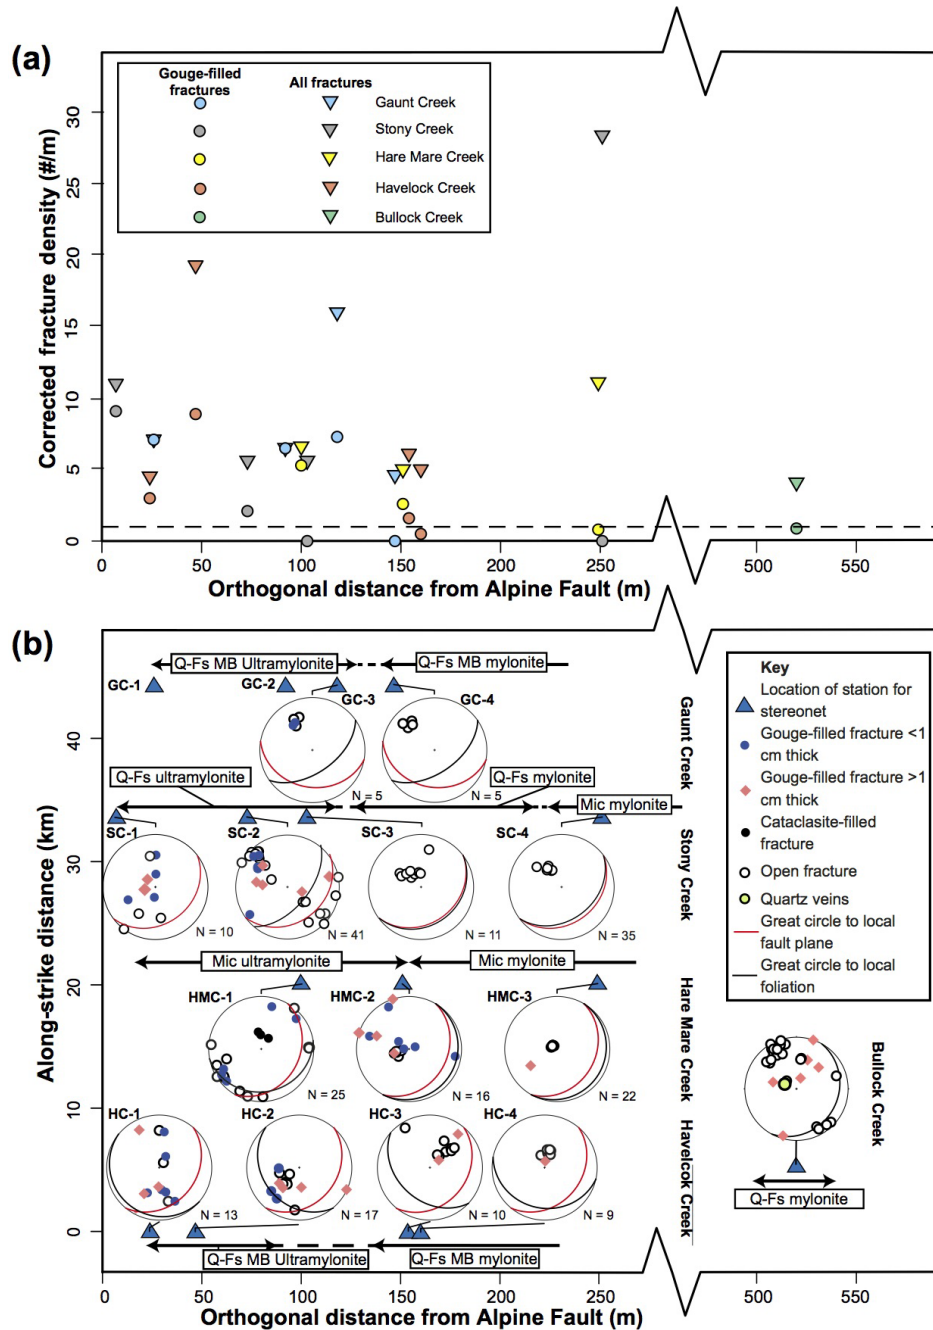 (a)
Gouge-filled
fractures
All fractures
Gaunt Creek
Stony Creek
Hare Mare Creek
Havelock Creek
Bullock Creek
Corrected fracture density (#/m)
30
25
20
15
10
5
0
0 50 100 150 200 250 500 550
Orthogonal distance from Alpine Fault (m)
(b)
Q-Fs MB Ultramylonite
Q-Fs MB mylonite
GC-1
GC-2
GC-3
GC-4
N = 5
N = 5
Gaunt Creek
Q-Fs ultramylonite
Q-Fs mylonite
Mic mylonite
SC-1
SC-2
SC-3
SC-4
N = 10
N = 41
N = 11
N = 35
Stony Creek
Mic ultramylonite
Mic mylonite
HMC-1
HMC-2
HMC-3
N = 25
N = 16
N = 22
Hare Mare Creek
HC-1
HC-2
HC-3
HC-4
N = 13
N = 17
N = 10
N = 9
Havelcok Creek
Q-Fs MB Ultramylonite
Q-Fs MB mylonite
Key
Location of station for
stereonet
Gouge-filled fracture <1
cm thick
Gouge-filled fracture >1
cm thick
Cataclasite-filled
fracture
Open fracture
Quartz veins
Great circle to local
fault plane
Great circle to local
foliation
Bullock Creek
Q-Fs mylonite
Along-strike distance (km)
40
30
20
10
0
0 50 100 150 200 250 500 550
Orthogonal distance from Alpine Fault (m)